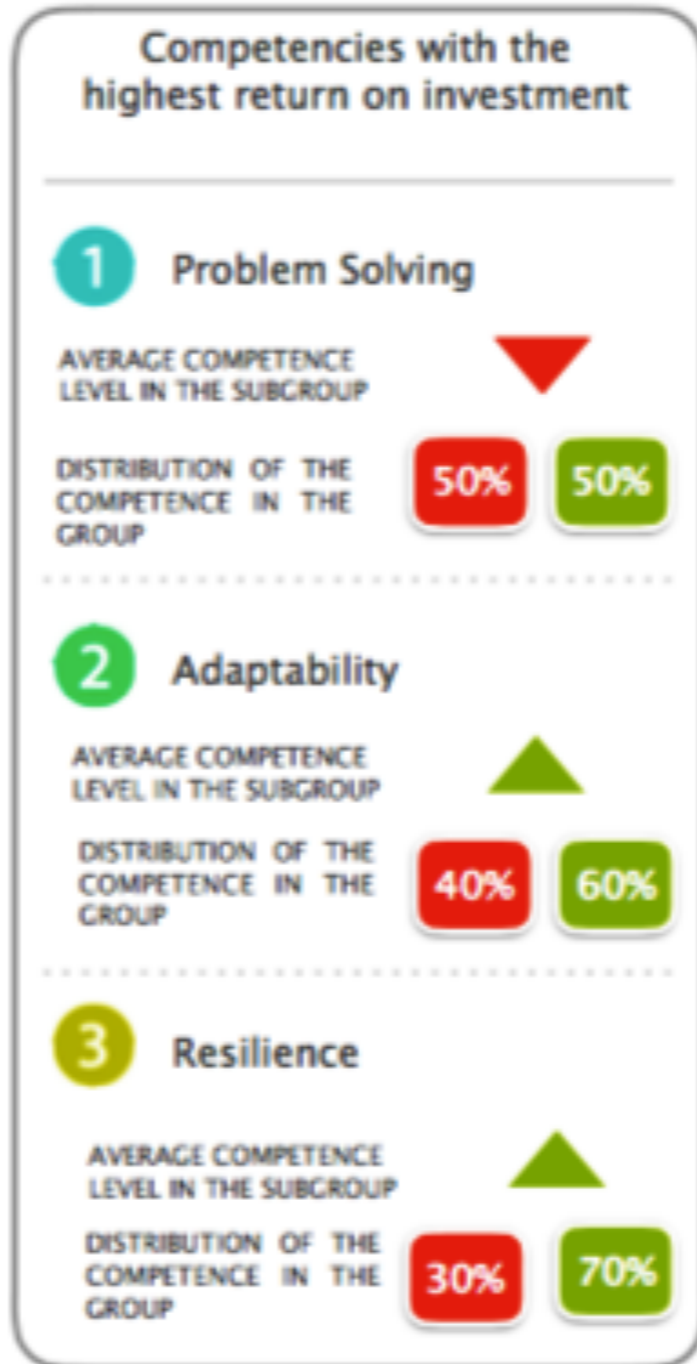 Competencies with the
highest return on investment
1 Problem Solving
AVERAGE COMPETENCE
LEVEL IN THE SUBGROUP
DISTRIBUTION OF THE
COMPETENCE IN THE
GROUP
50% 50%
2 Adaptability
AVERAGE COMPETENCE
LEVEL IN THE SUBGROUP
DISTRIBUTION OF THE
COMPETENCE IN THE
GROUP
40% 60%
3 Resilience
AVERAGE COMPETENCE
LEVEL IN THE SUBGROUP
DISTRIBUTION OF THE
COMPETENCE IN THE
GROUP
30% 70%